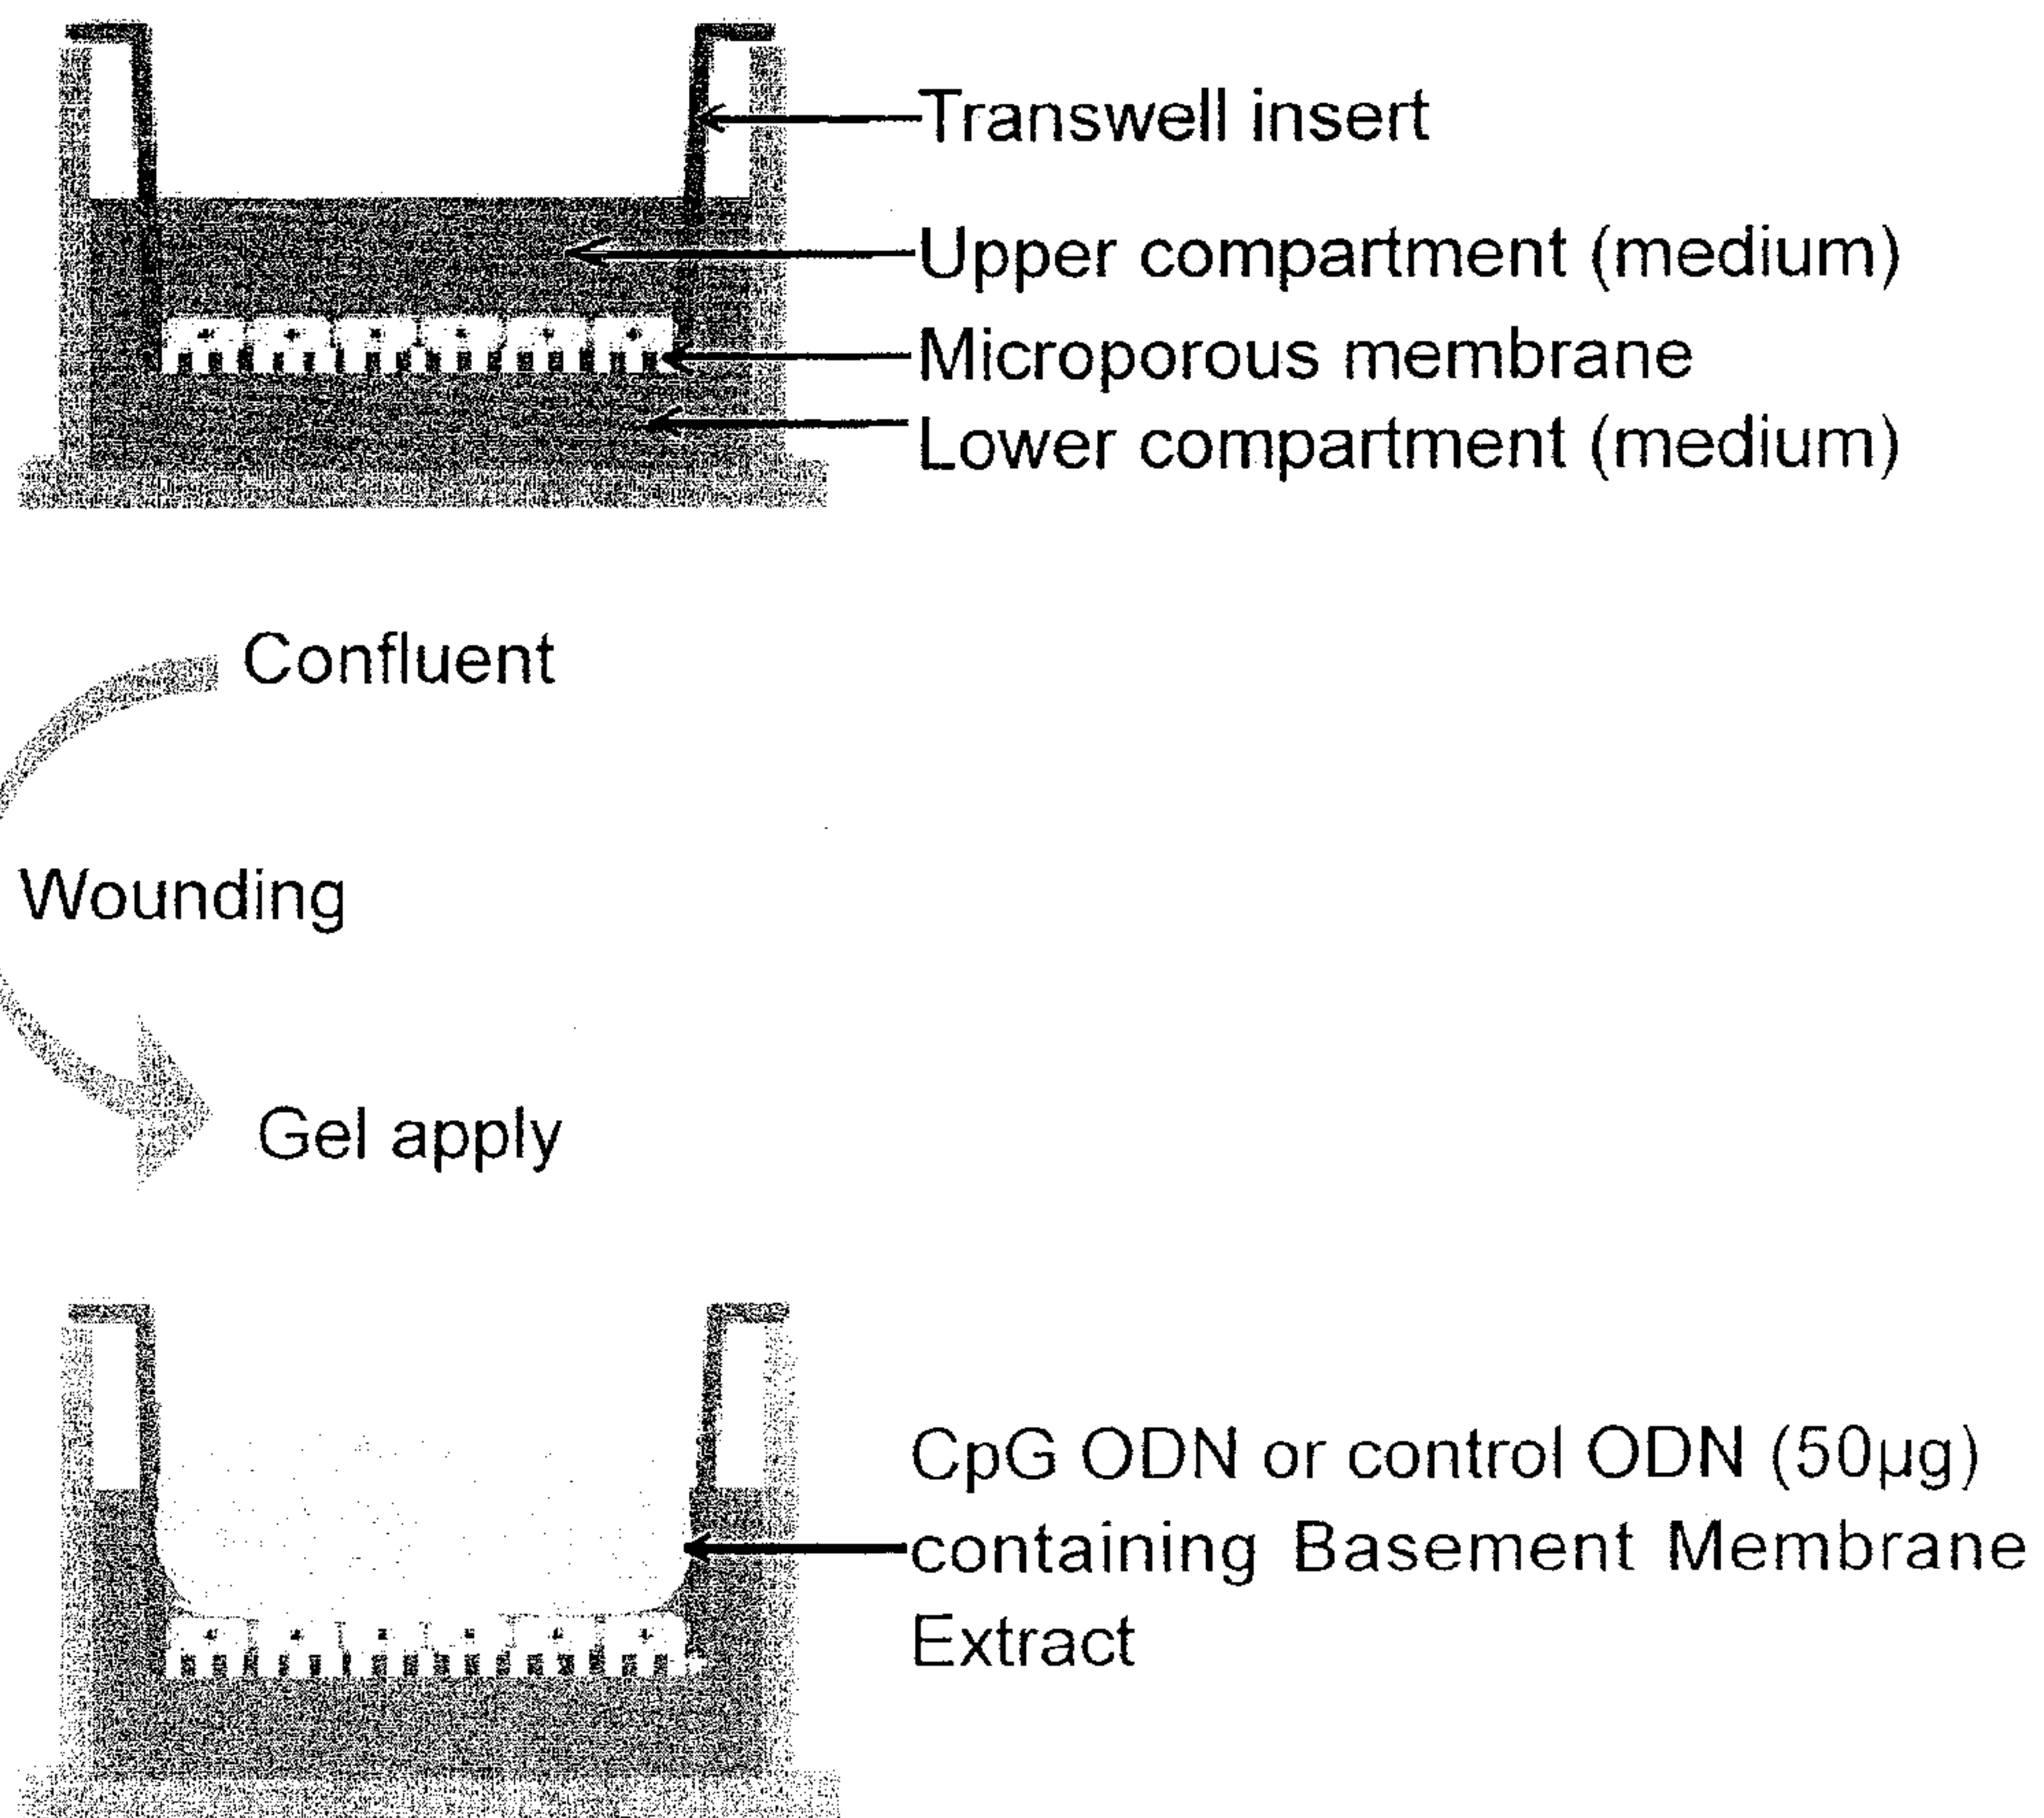 Transwell insert
Upper compartment (medium)
Microporous membrane
Lower compartment (medium)
Confluent
Wounding
Gel apply
CpG ODN or control ODN (50µg)
containing Basement Membrane
Extract